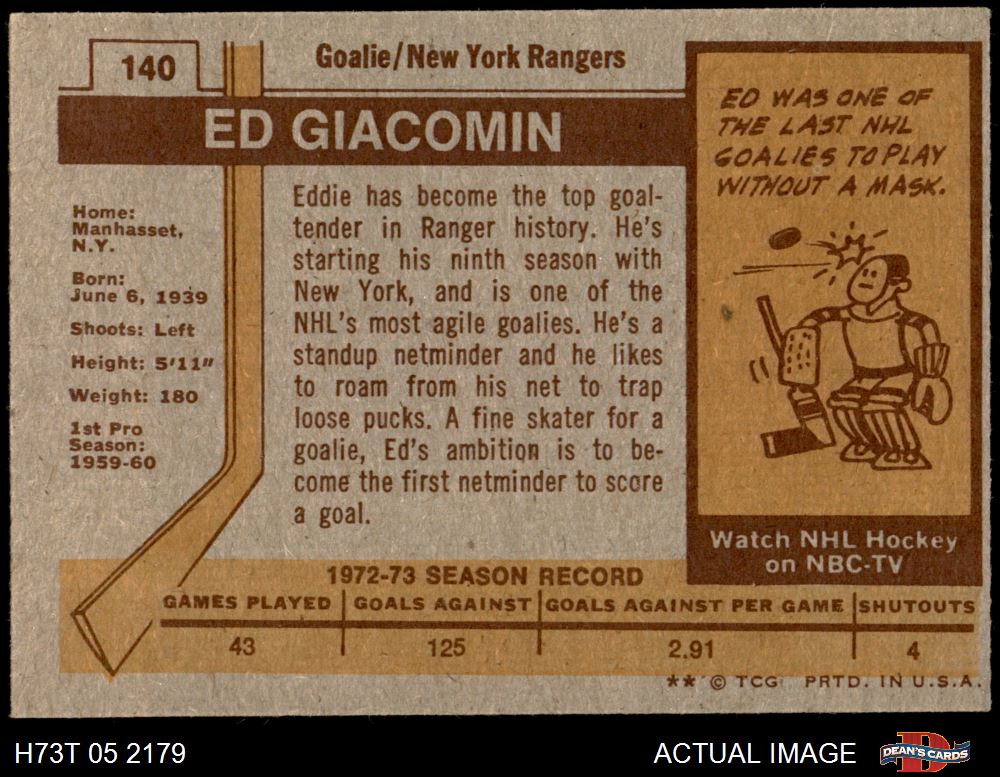 140
Goalie/New York Rangers
ED GIACOMIN
Home:
Manhasset,
N.Y.
Born:
June 6, 1939
Shoots: Left
Height: 5'11"
Weight: 180
1st Pro
Season:
1959-60
Eddie has become the top goal-
tender in Ranger history. He's
starting his ninth season with
New York, and is one of the
NHL's most agile goalies. He's a
standup netminder and he likes
to roam from his net to trap
loose pucks. A fine skater for a
goalie, Ed's ambition is to be-
come the first netminder to score
a goal.
ED WAS ONE OF
THE LAST NHL
GOALIES TO PLAY
WITHOUT A MASK.
Watch NHL Hockey
on NBC-TV
1972-73 SEASON RECORD
GAMES PLAYED GOALS AGAINST GOALS AGAINST PER GAME SHUTOUTS
43 125 2.91 4
** © TCG PRTD. IN U.S.A.
H73T 05 2179 ACTUAL IMAGE
D
DEAN'S CARDS